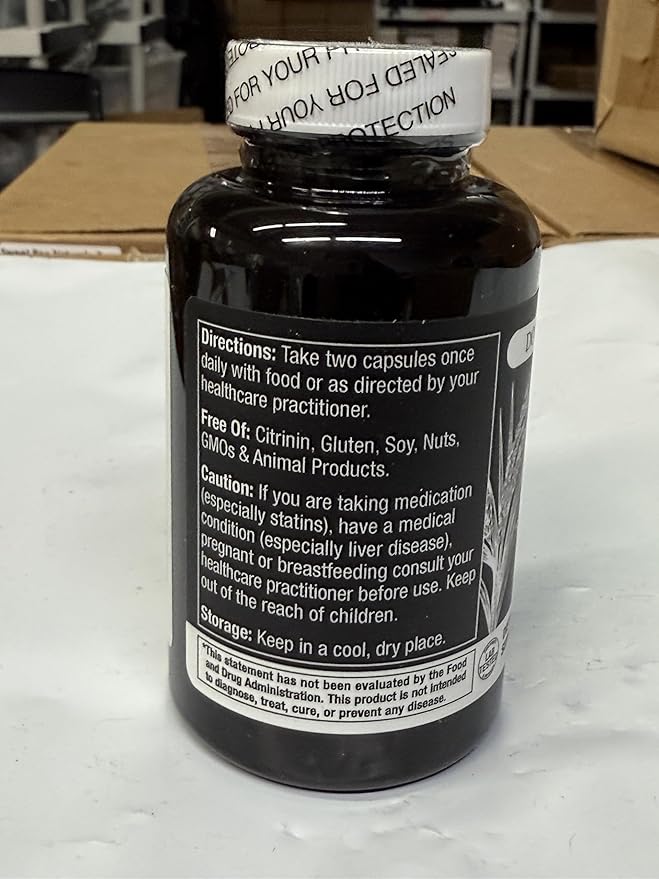 FOR YOUR
SEALED FOR YOUR
PROTECTION
Directions: Take two capsules once
daily with food or as directed by your
healthcare practitioner.
Free Of: Citrinin, Gluten, Soy, Nuts,
GMOs & Animal Products.
Caution: If you are taking medication
(especially statins), have a medical
condition (especially liver disease),
pregnant or breastfeeding consult your
healthcare practitioner before use. Keep
out of the reach of children.
Storage: Keep in a cool, dry place.
*This statement has not been evaluated by the Food
and Drug Administration. This product is not intended
to diagnose, treat, cure, or prevent any disease.
LAB
TESTED